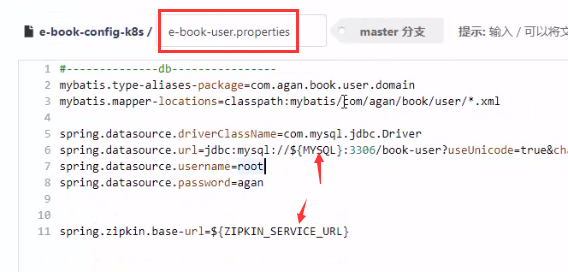 e-book-config-k8s / e-book-user.properties master 分支 提示: 输入 / 可以将文
1 #--------------db---------------
2 mybatis.type-aliases-package=com.agan.book.user.domain
3 mybatis.mapper-locations=classpath:mybatis/com/agan/book/user/*.xml
4
5 spring.datasource.driverClassName=com.mysql.jdbc.Driver
6 spring.datasource.url=jdbc:mysql://${MYSQL}:3306/book-user?useUnicode=true&cha
7 spring.datasource.username=root
8 spring.datasource.password=agan
9
10
11 spring.zipkin.base-url=${ZIPKIN_SERVICE_URL}